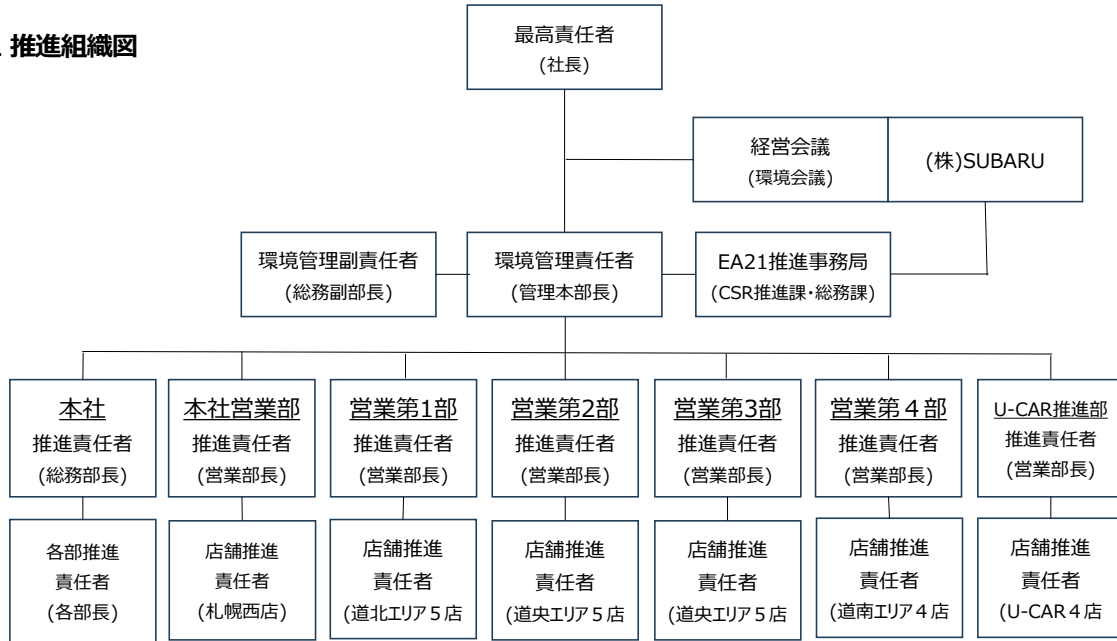 推進組織図
最高責任者
(社長)
経営会議
(環境会議)
(株)SUBARU
環境管理副責任者
(総務副部長)
環境管理責任者
(管理本部長)
EA21推進事務局
(CSR推進課・総務課)
本社
推進責任者
(総務部長)
本社営業部
推進責任者
(営業部長)
営業第1部
推進責任者
(営業部長)
営業第2部
推進責任者
(営業部長)
営業第3部
推進責任者
(営業部長)
営業第４部
推進責任者
(営業部長)
U-CAR推進部
推進責任者
(営業部長)
各部推進
責任者
(各部長)
店舗推進
責任者
(札幌西店)
店舗推進
責任者
(道北エリア５店
店舗推進
責任者
(道央エリア５店
店舗推進
責任者
(道央エリア５店
店舗推進
責任者
(道南エリア４店
店舗推進
責任者
(U-CAR４店